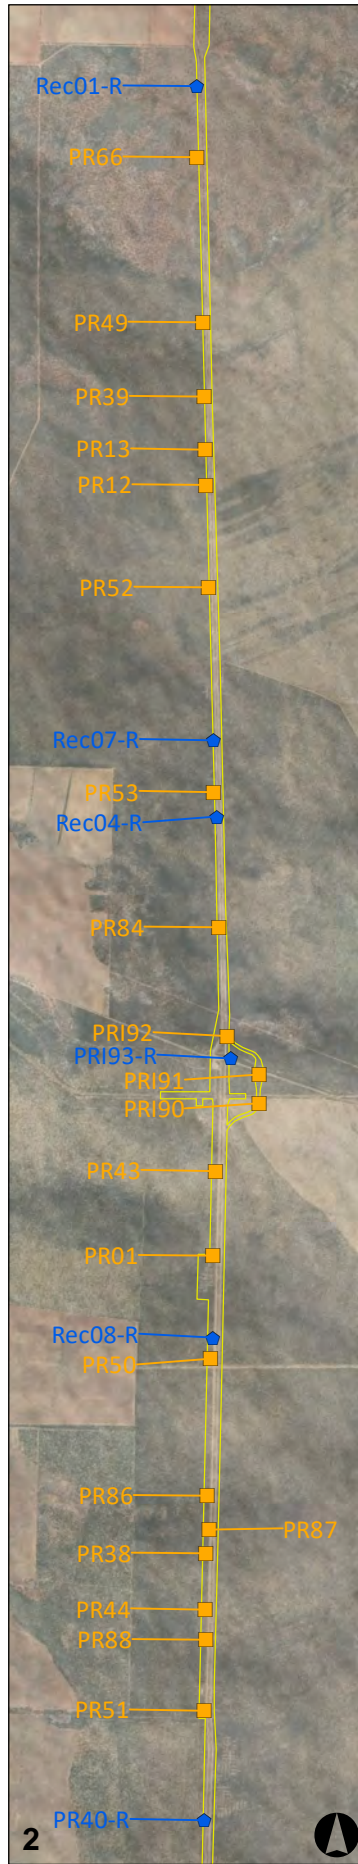 Rec01-R
PR66
PR49
PR39
PR13
PR12
PR52
Rec07-R
PR53
Rec04-R
PR84
PRI92
PRI93-R
PRI91
PRI90
PR43
PR01
Rec08-R
PR50
PR86
PR87
PR38
PR44
PR88
PR51
PR40-R
2